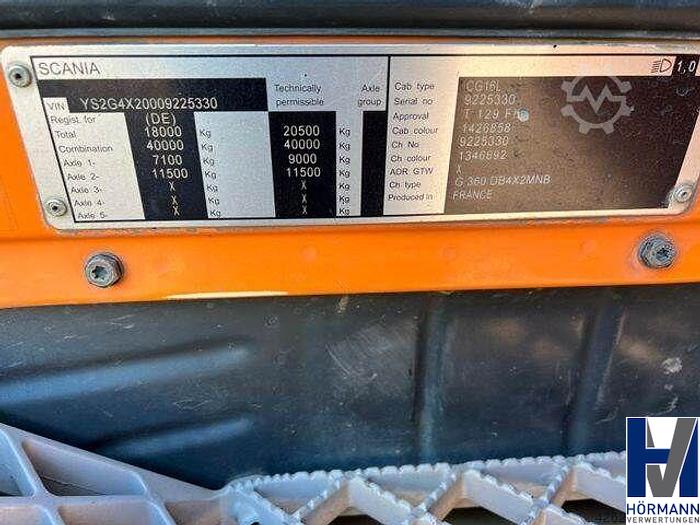 SCANIA
1,0
VIN YS2G4X20009225330
Technically permissible
Axle group
Regist. for (DE)
Total 18000 Kg 20500 Kg
Combination 40000 Kg 40000 Kg
Axle 1- 7100 Kg 9000 Kg
Axle 2- 11500 Kg 11500 Kg
Axle 3- X Kg X Kg
Axle 4- X Kg X Kg
Axle 5- X Kg X Kg
Cab type CG16L
Serial no 9225330
Approval T 129
Cab colour 1426858
Ch No 9225330
Ch colour 1346692
ADR GTW X
Ch type G 360 DB4X2MNB
Produced in FRANCE
HÖRMANN
VERWERTUNGEN